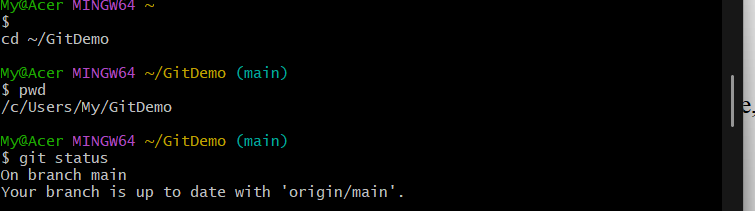 My@Acer MINGW64 ~
$
cd ~/GitDemo
My@Acer MINGW64 ~/GitDemo (main)
$ pwd
/c/Users/My/GitDemo
My@Acer MINGW64 ~/GitDemo (main)
$ git status
On branch main
Your branch is up to date with 'origin/main'.
e,